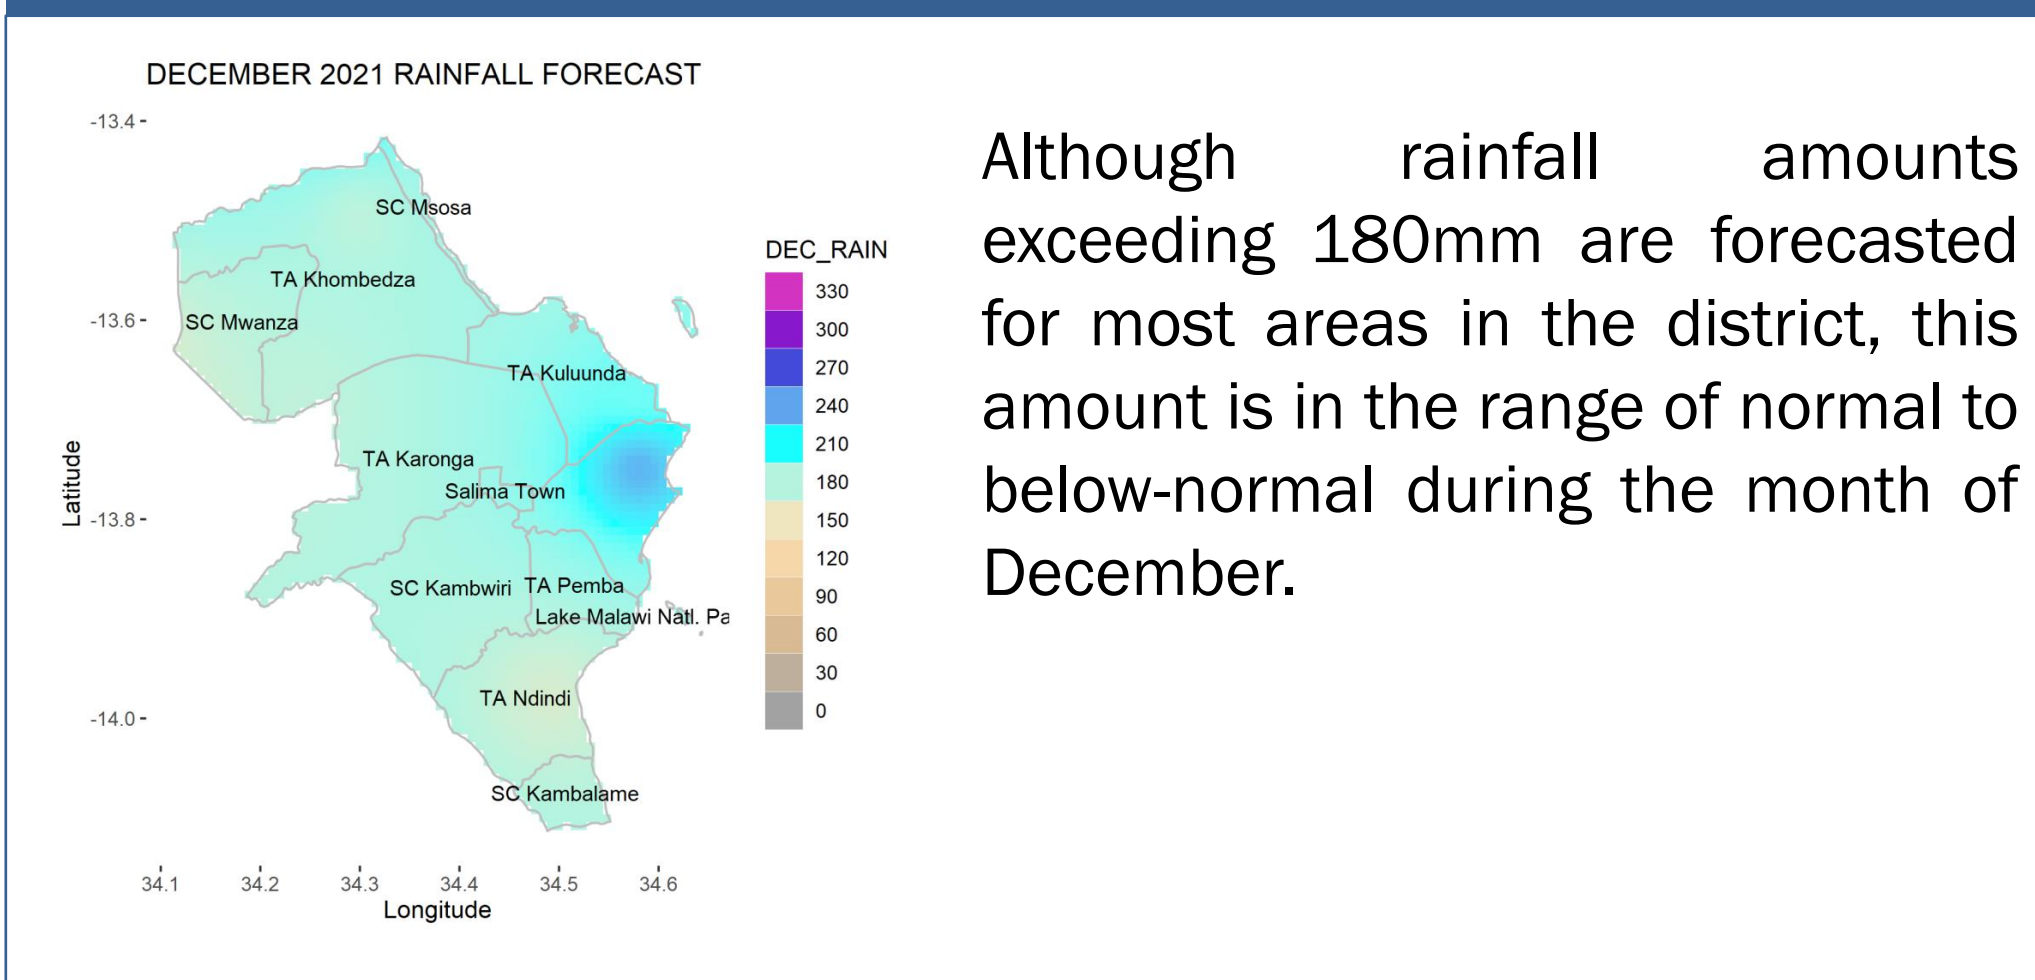 DECEMBER 2021 RAINFALL FORECAST
-13.4
-13.6
-13.8
-14.0
Latitude
SC Msosa
TA Khombedza
SC Mwanza
TA Kuluunda
TA Karonga
Salima Town
SC Kambwiri
TA Pemba
Lake Malawi Natl. Pa
TA Ndindi
SC Kambalame
34.1
34.2
34.3
34.4
34.5
34.6
Longitude
DEC_RAIN
330
300
270
240
210
180
150
120
90
60
30
0
Although rainfall amounts
exceeding 180mm are forecasted
for most areas in the district, this
amount is in the range of normal to
below-normal during the month of
December.